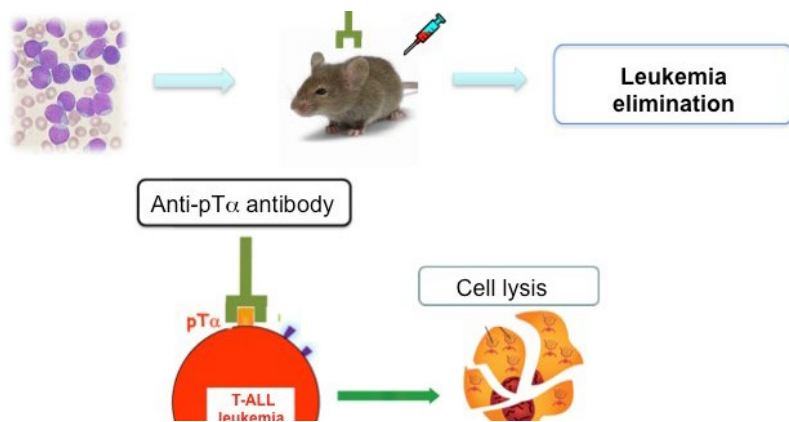 Leukemia
elimination
Anti-pTα antibody
Cell lysis
pTα
T-ALL
leukemia